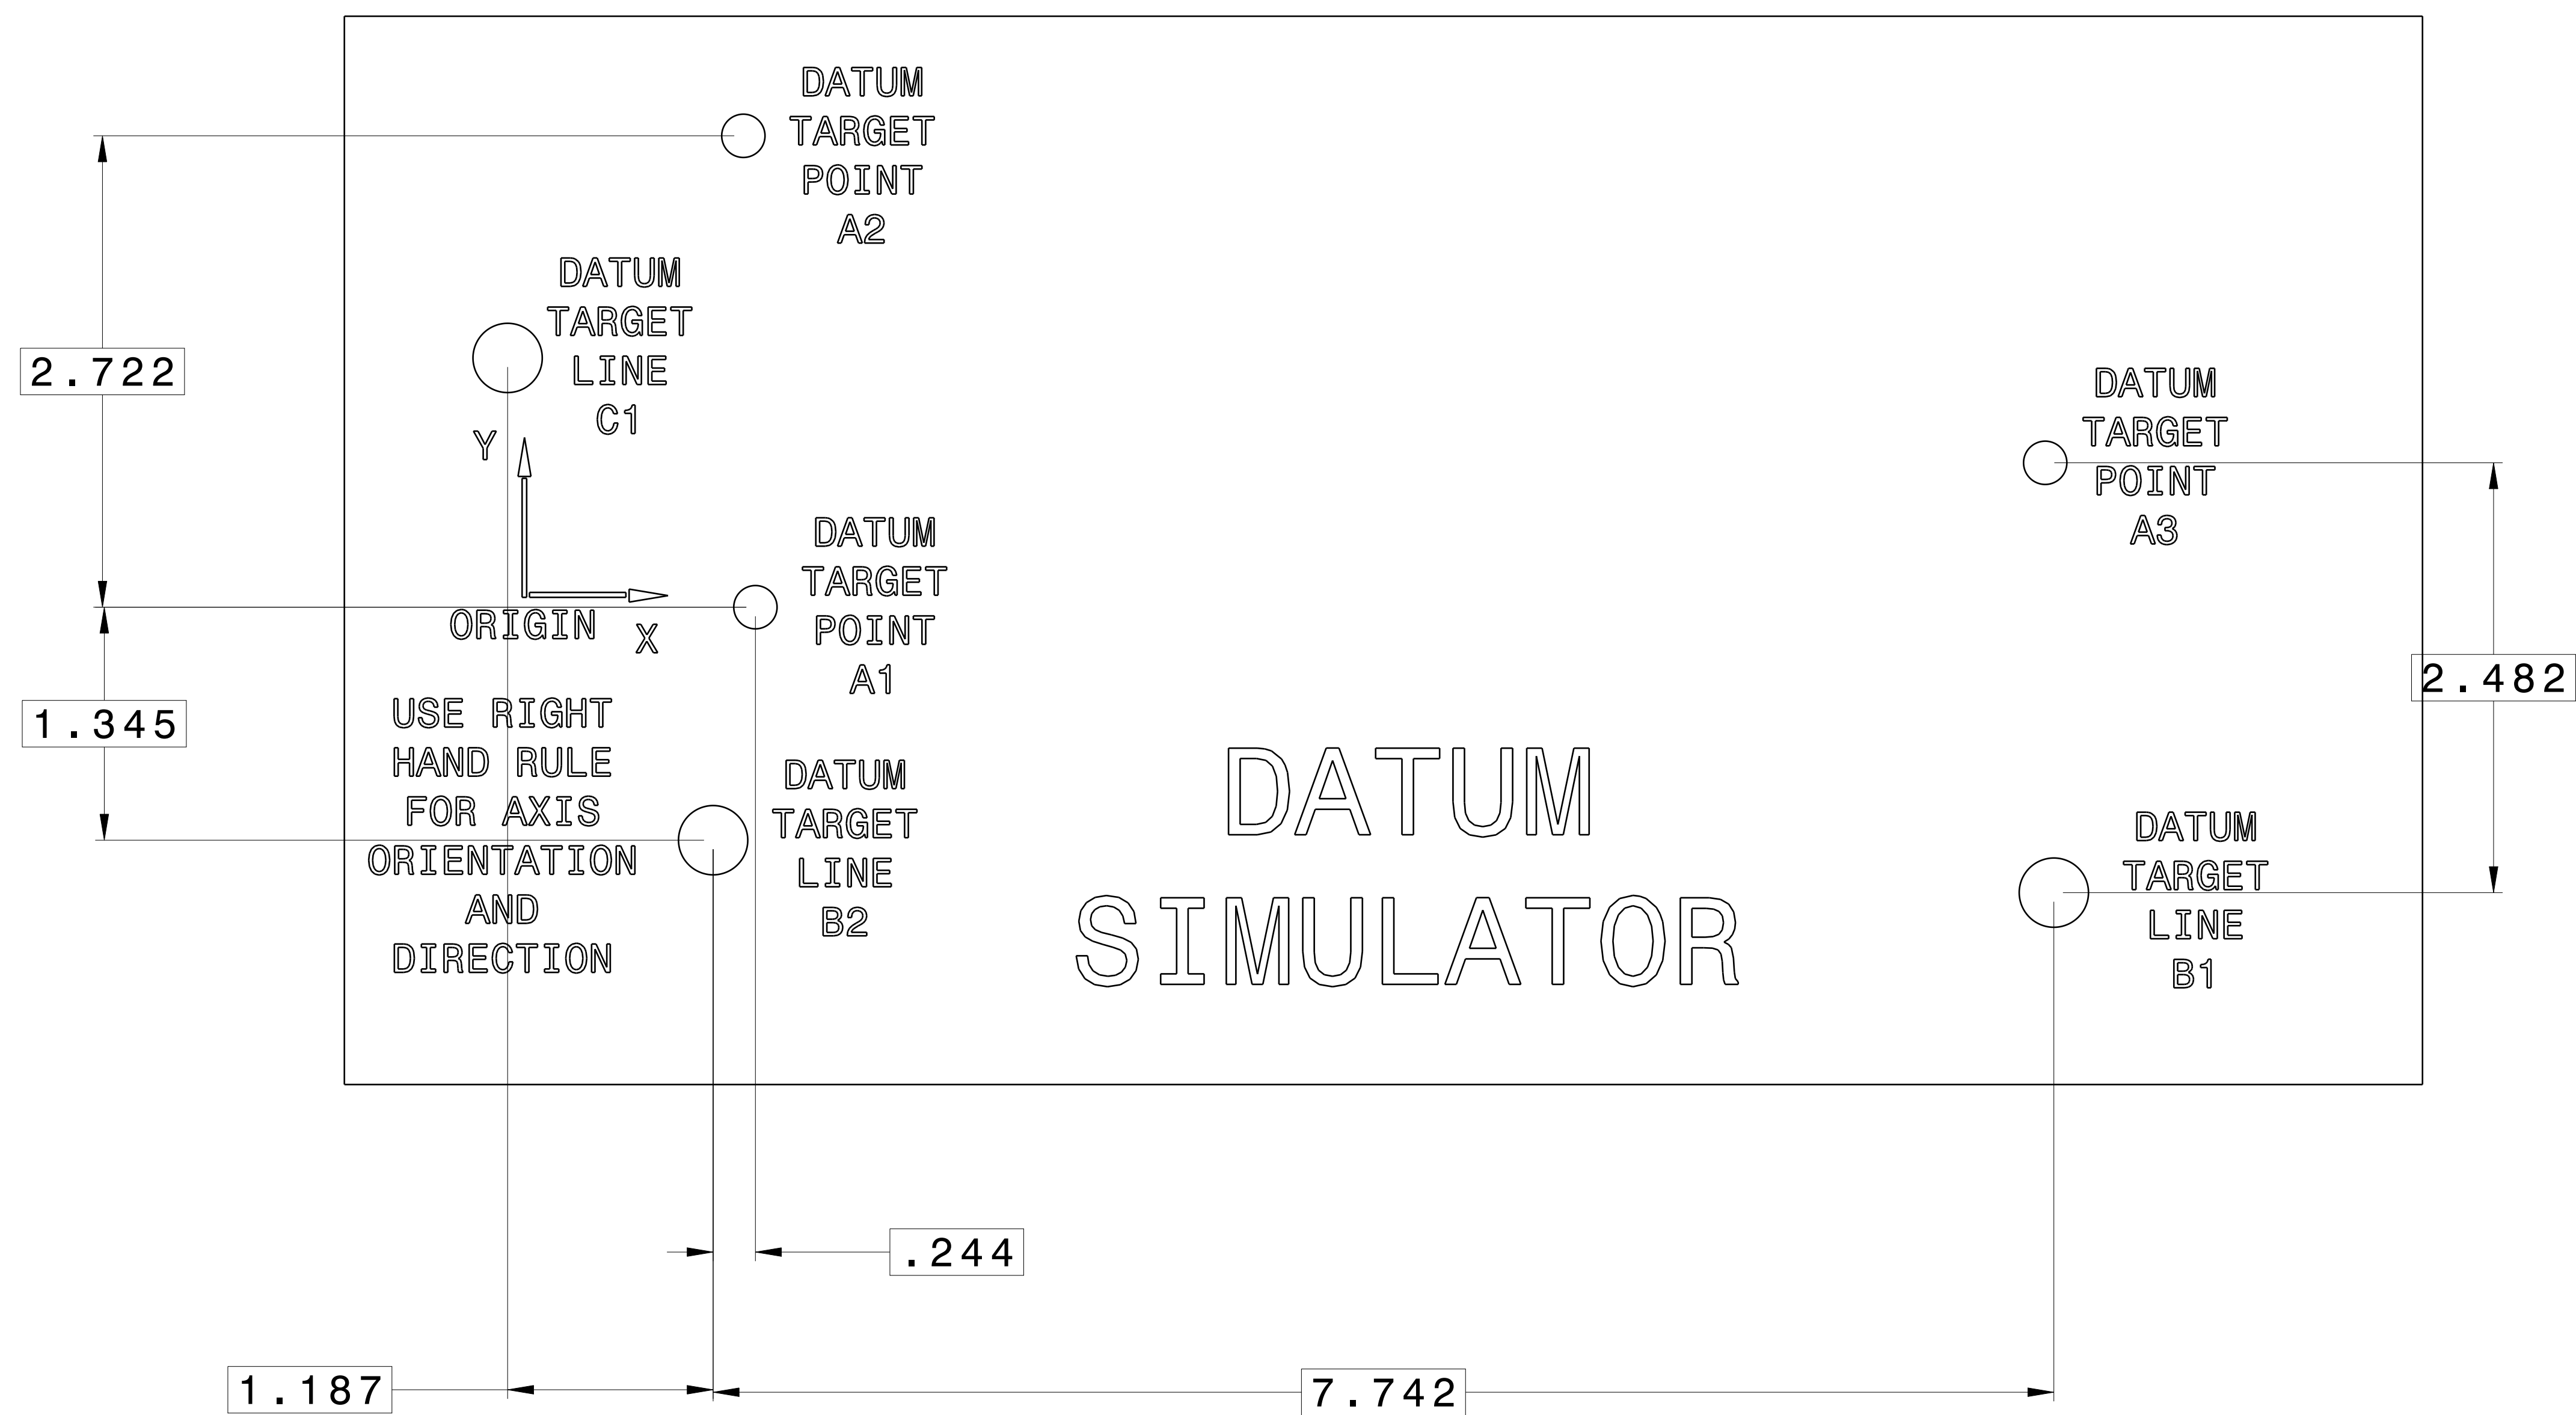 DATUM
TARGET
POINT
A2
DATUM
TARGET
LINE
C1
2.722
DATUM
TARGET
POINT
A3
Y
DATUM
TARGET
POINT
A1
ORIGIN
X
2.482
1.345
USE RIGHT
HAND RULE
FOR AXIS
ORIENTATION
AND
DIRECTION
DATUM
TARGET
LINE
B2
DATUM
SIMULATOR
DATUM
TARGET
LINE
B1
.244
1.187
7.742